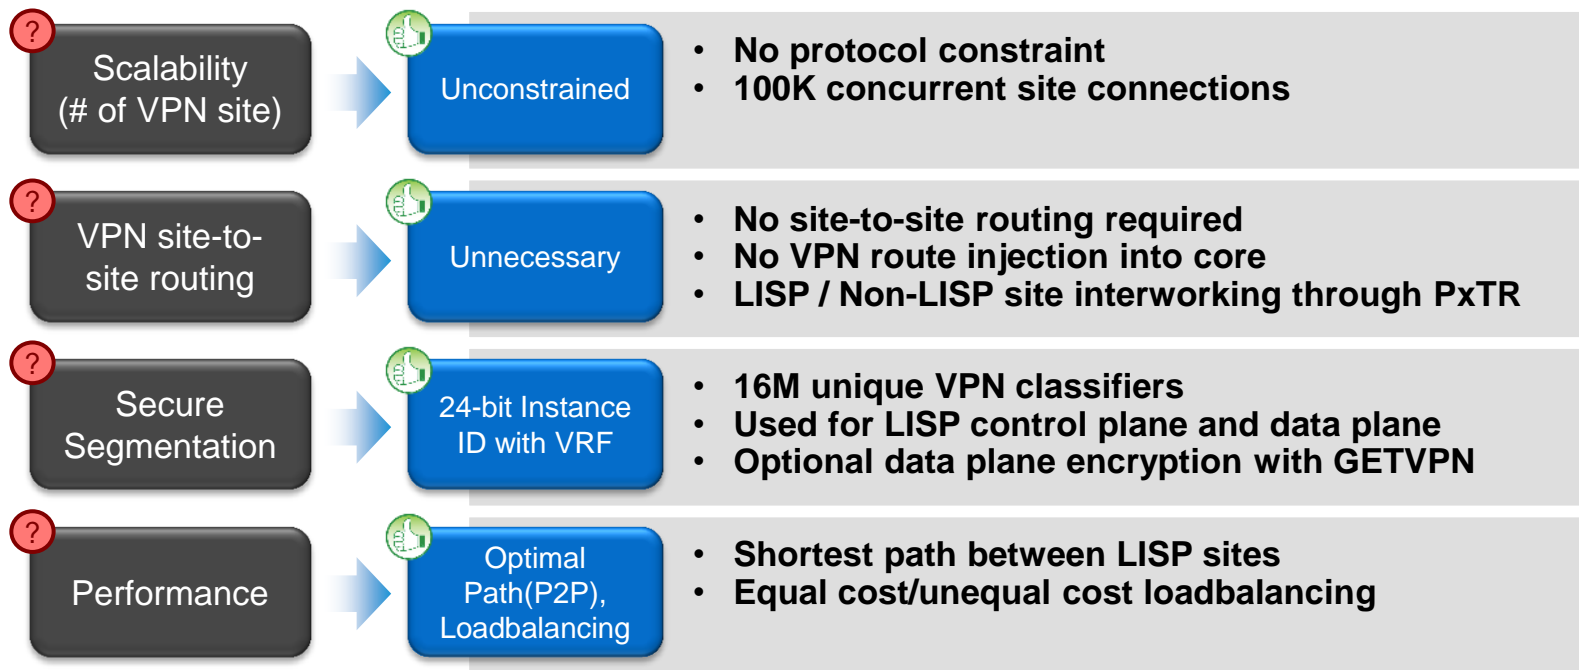 ?
Scalability
(# of VPN site)
Unconstrained
• No protocol constraint
• 100K concurrent site connections
?
VPN site-to-
site routing
Unnecessary
• No site-to-site routing required
• No VPN route injection into core
• LISP / Non-LISP site interworking through PxTR
?
Secure
Segmentation
24-bit Instance
ID with VRF
• 16M unique VPN classifiers
• Used for LISP control plane and data plane
• Optional data plane encryption with GETVPN
?
Performance
Optimal
Path(P2P),
Loadbalancing
• Shortest path between LISP sites
• Equal cost/unequal cost loadbalancing